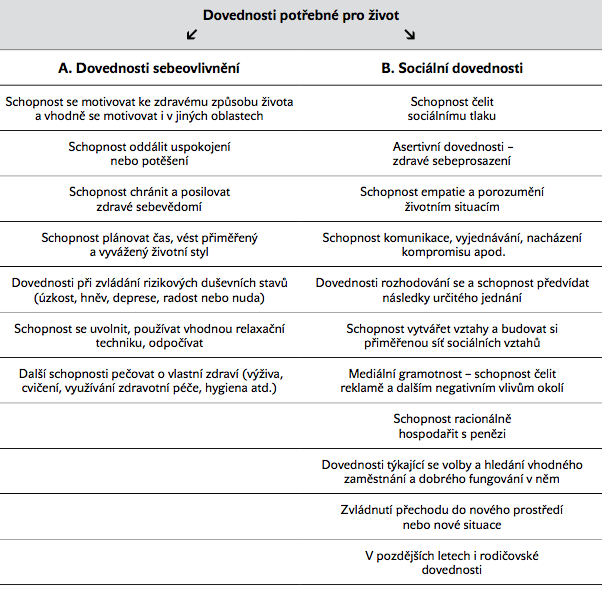 Dovednosti potřebné pro život
A. Dovednosti sebeovlivnění
B. Sociální dovednosti
Schopnost se motivovat ke zdravému způsobu života
a vhodně se motivovat i v jiných oblastech
Schopnost čelit
sociálnímu tlaku
Schopnost oddálit uspokojení
nebo potěšení
Asertivní dovednosti –
zdravé sebeprosazení
Schopnost chránit a posilovat
zdravé sebevědomí
Schopnost empatie a porozumění
životním situacím
Schopnost plánovat čas, vést přiměřený
a vyvážený životní styl
Schopnost komunikace, vyjednávání, nacházení
kompromisu apod.
Dovednosti při zvládání rizikových duševních stavů
(úzkost, hněv, deprese, radost nebo nuda)
Dovednosti rozhodování se a schopnost předvídat
následky určitého jednání
Schopnost se uvolnit, používat vhodnou relaxační
techniku, odpočívat
Schopnost vytvářet vztahy a budovat si
přiměřenou síť sociálních vztahů
Další schopnosti pečovat o vlastní zdraví (výživa,
cvičení, využívání zdravotní péče, hygiena atd.)
Mediální gramotnost – schopnost čelit
reklamě a dalším negativním vlivům okolí
Schopnost racionálně
hospodařit s penězi
Dovednosti týkající se volby a hledání vhodného
zaměstnání a dobrého fungování v něm
Zvládnutí přechodu do nového prostředí
nebo nové situace
V pozdějších letech i rodičovské
dovednosti